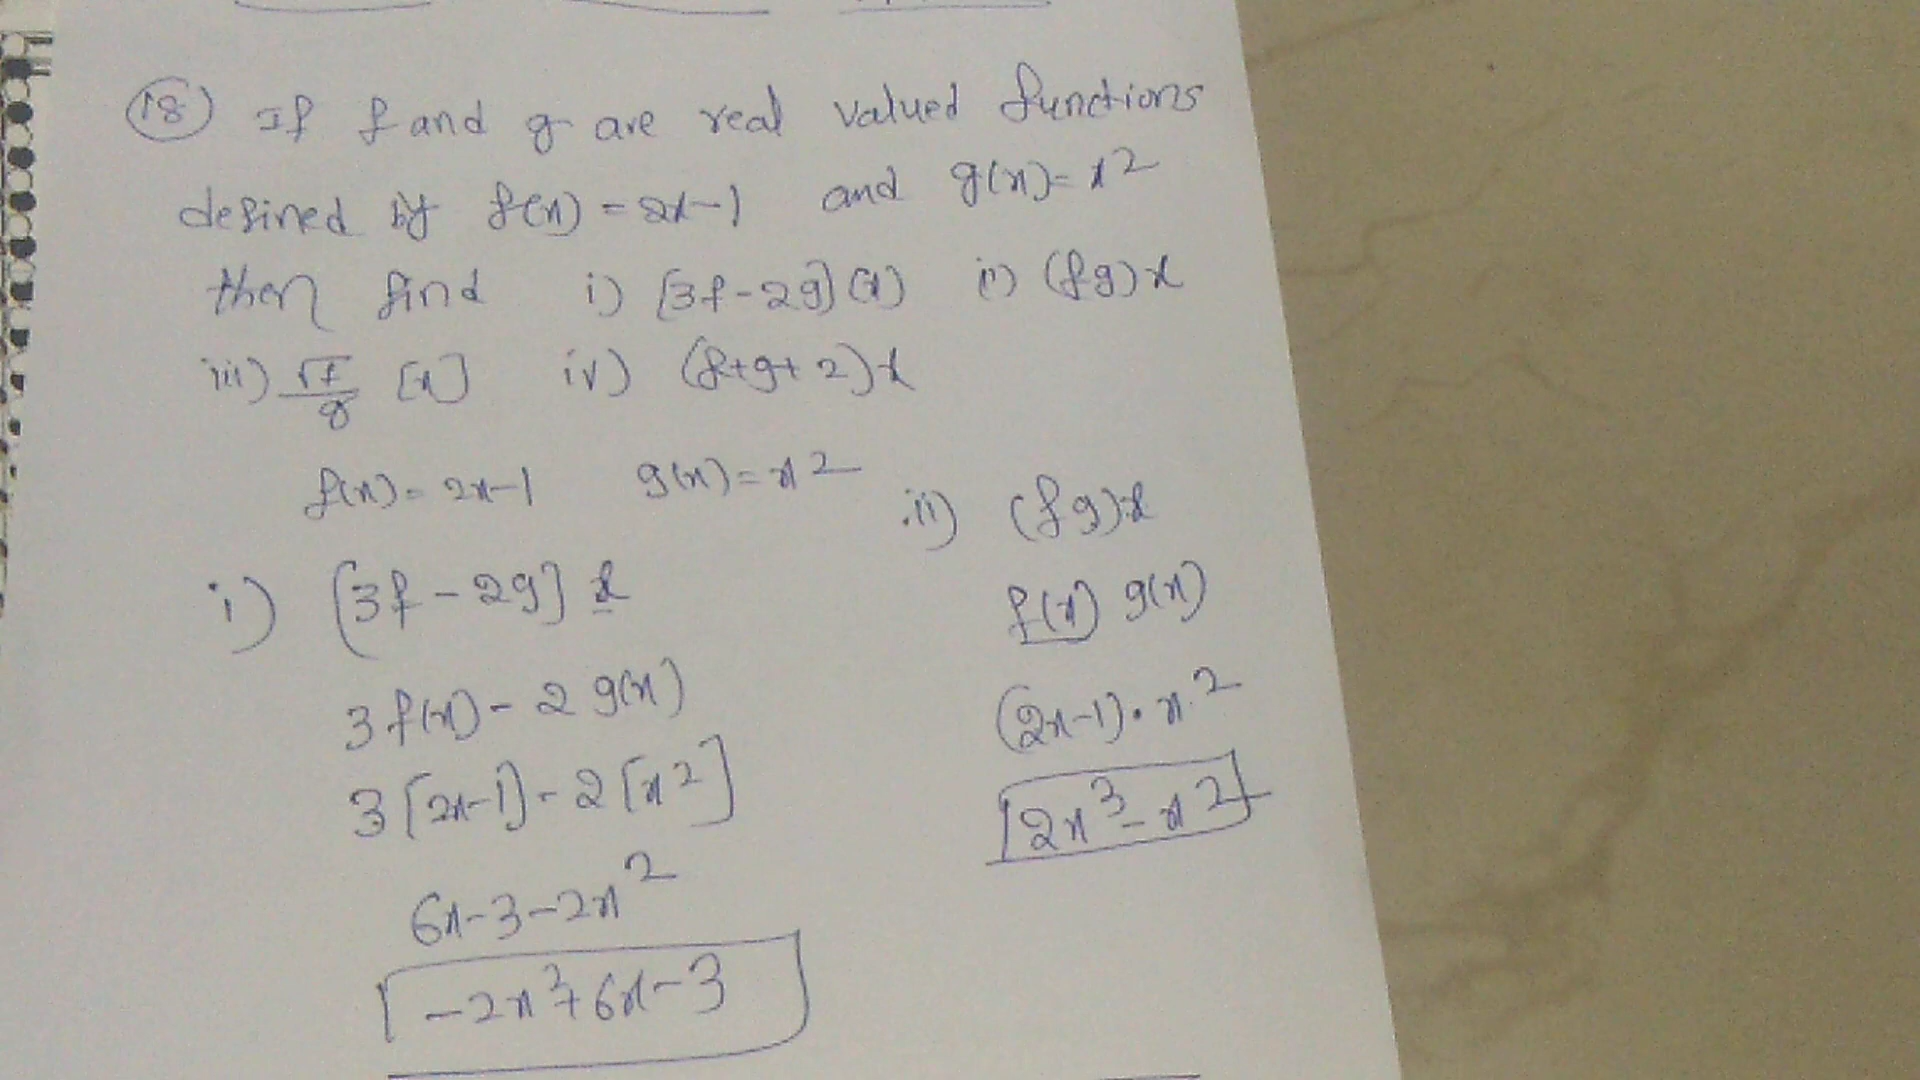 18) If f and g are real valued functions
defined by f(x) = 2x-1 and g(x) = x²
then find i) [3f-2g](x) ii) (fg)x
iii) √f/g [x] iv) (f+g+2)x
f(x) = 2x-1 g(x) = x²
i) [3f-2g]x
3f(x) - 2g(x)
3[2x-1] - 2[x²]
6x-3-2x²
-2x²+6x-3
ii) (fg)x
f(x) g(x)
(2x-1)·x²
2x³-x²